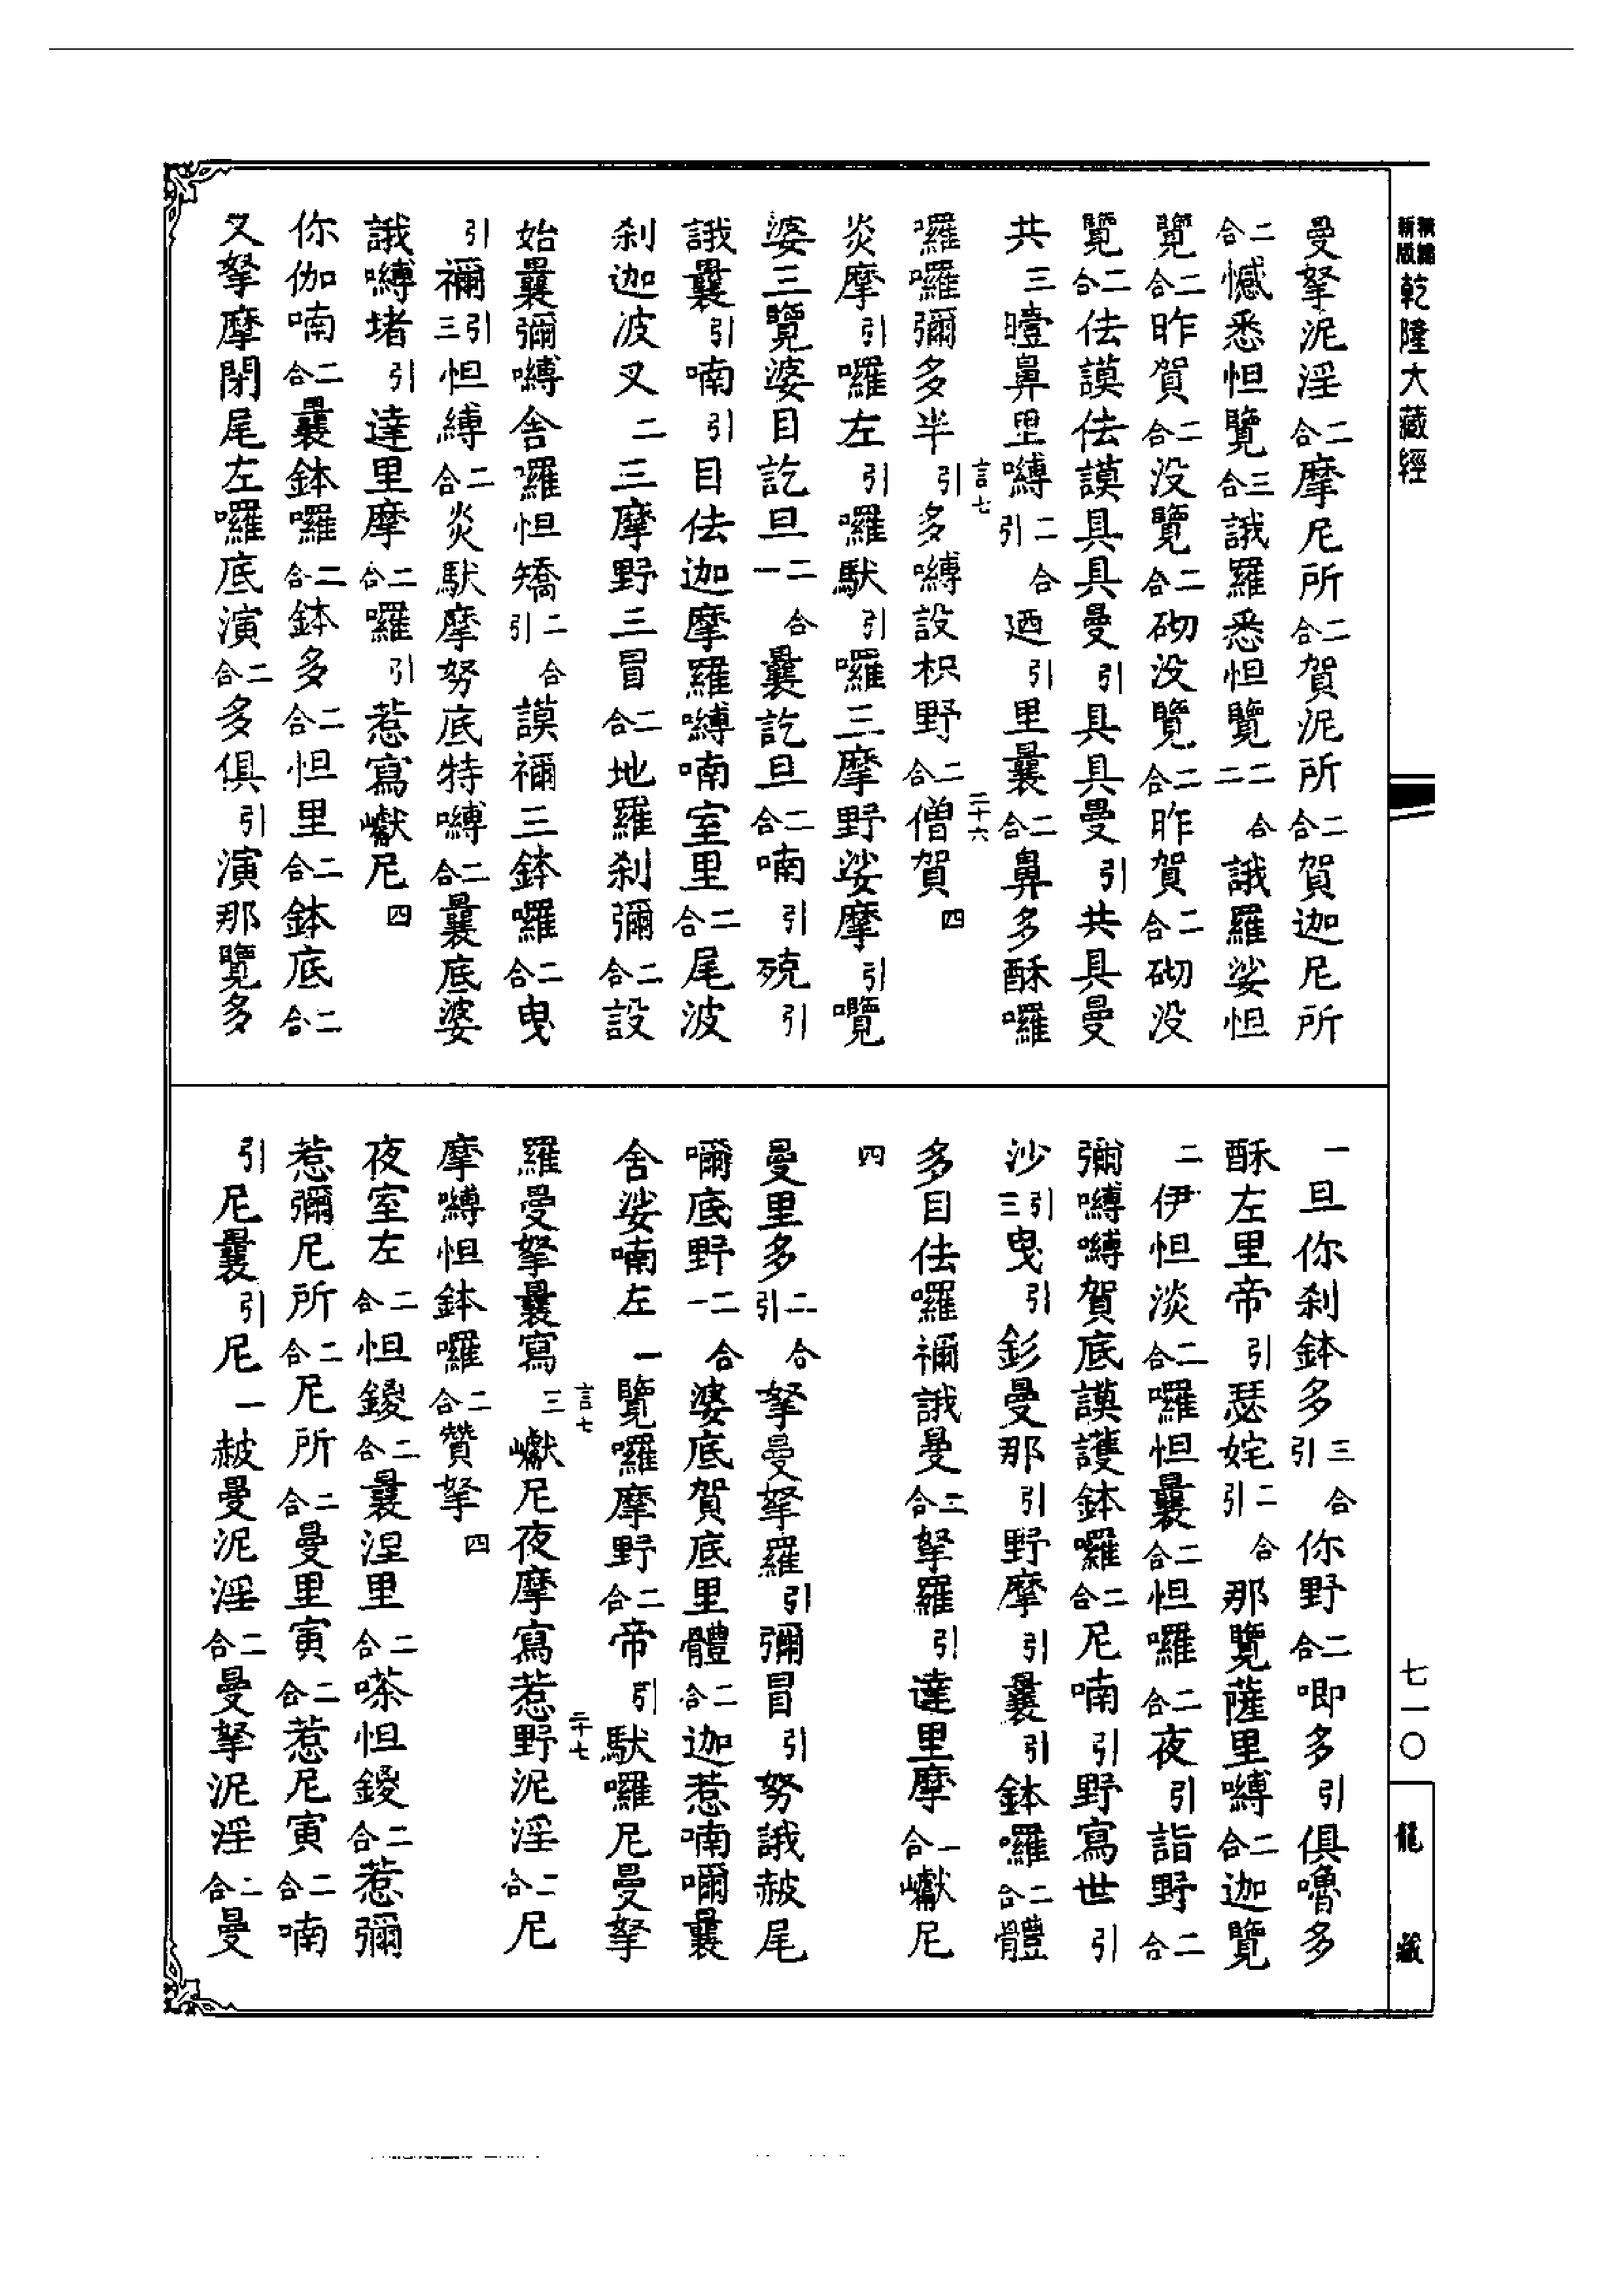 新版精編乾隆大藏經
曼拏泥淫二合摩尼所二合賀泥所二合賀迦尼所
二合憾悉怛覽三合誐羅悉怛覽二二合誐羅娑怛
覽二合昨賀二合没覽二合砌没覽二合昨賀二合砌没
覽二合佉謨佉謨具具曼引具具曼引共具曼
共三曀鼻里嚩二引合廼引里曩二合鼻多酥囉
囉囉彌多半引多嚩設枳野二合僧賀四
言七
二十六
炎摩引囉左引囉馱引囉三摩野娑摩引囕
婆三覽婆目訖旦二一合曩訖旦二合喃引殑引
誐曩引喃引目佉迦摩羅嚩喃室里二合尾波
刹迦波叉二三摩野三冒二合地羅刹彌二合設
始曩彌嚩舍囉怛矯二引合謨禰三鉢囉二合曳
引禰引三怛縛二合炎馱摩努底特嚩二合曩底婆
誐嚩堵引達里摩二合囉引惹寫巘尼四
你伽喃二合曩鉢囉二合鉢多二合怛里二合鉢底二合
叉拏摩閉尾左囉底演二合多俱引演那覽多
一旦你刹鉢多三引合你野二合唧多引俱嚕多
酥左里帝引瑟姹二引合那覽薩里嚩二合迦覽
二伊怛淡二合囉怛曩二合怛囉二合夜引詣野二合
彌嚩嚩賀底謨護鉢囉二合尼喃引野寫世引
沙引三曳引彭曼那引野摩引曩引鉢囉二合體
多目佉囉禰誐曼二合拏羅引達里摩一合巘尼
四
曼里多二引合拏曼拏羅引彌冒引努誐赦尾
嚩底野二一合婆底賀底里體二合迦惹喃嚩曩
舍娑喃左一覽囉摩野二合帝引馱囉尼曼拏
言七
二十七
羅曼拏曩寫三巘尼夜摩寫惹野泥淫二合尼
摩嚩怛鉢囉二合贊拏四
夜室左二合怛鍐二合曩涅里二合嗏怛鍐二合惹彌
惹彌尼所二合尼所二合曼里寅二合惹尼寅二合喃
引尼曩引尼一赦曼泥淫二合曼拏泥淫二合曼
七一〇
龍藏